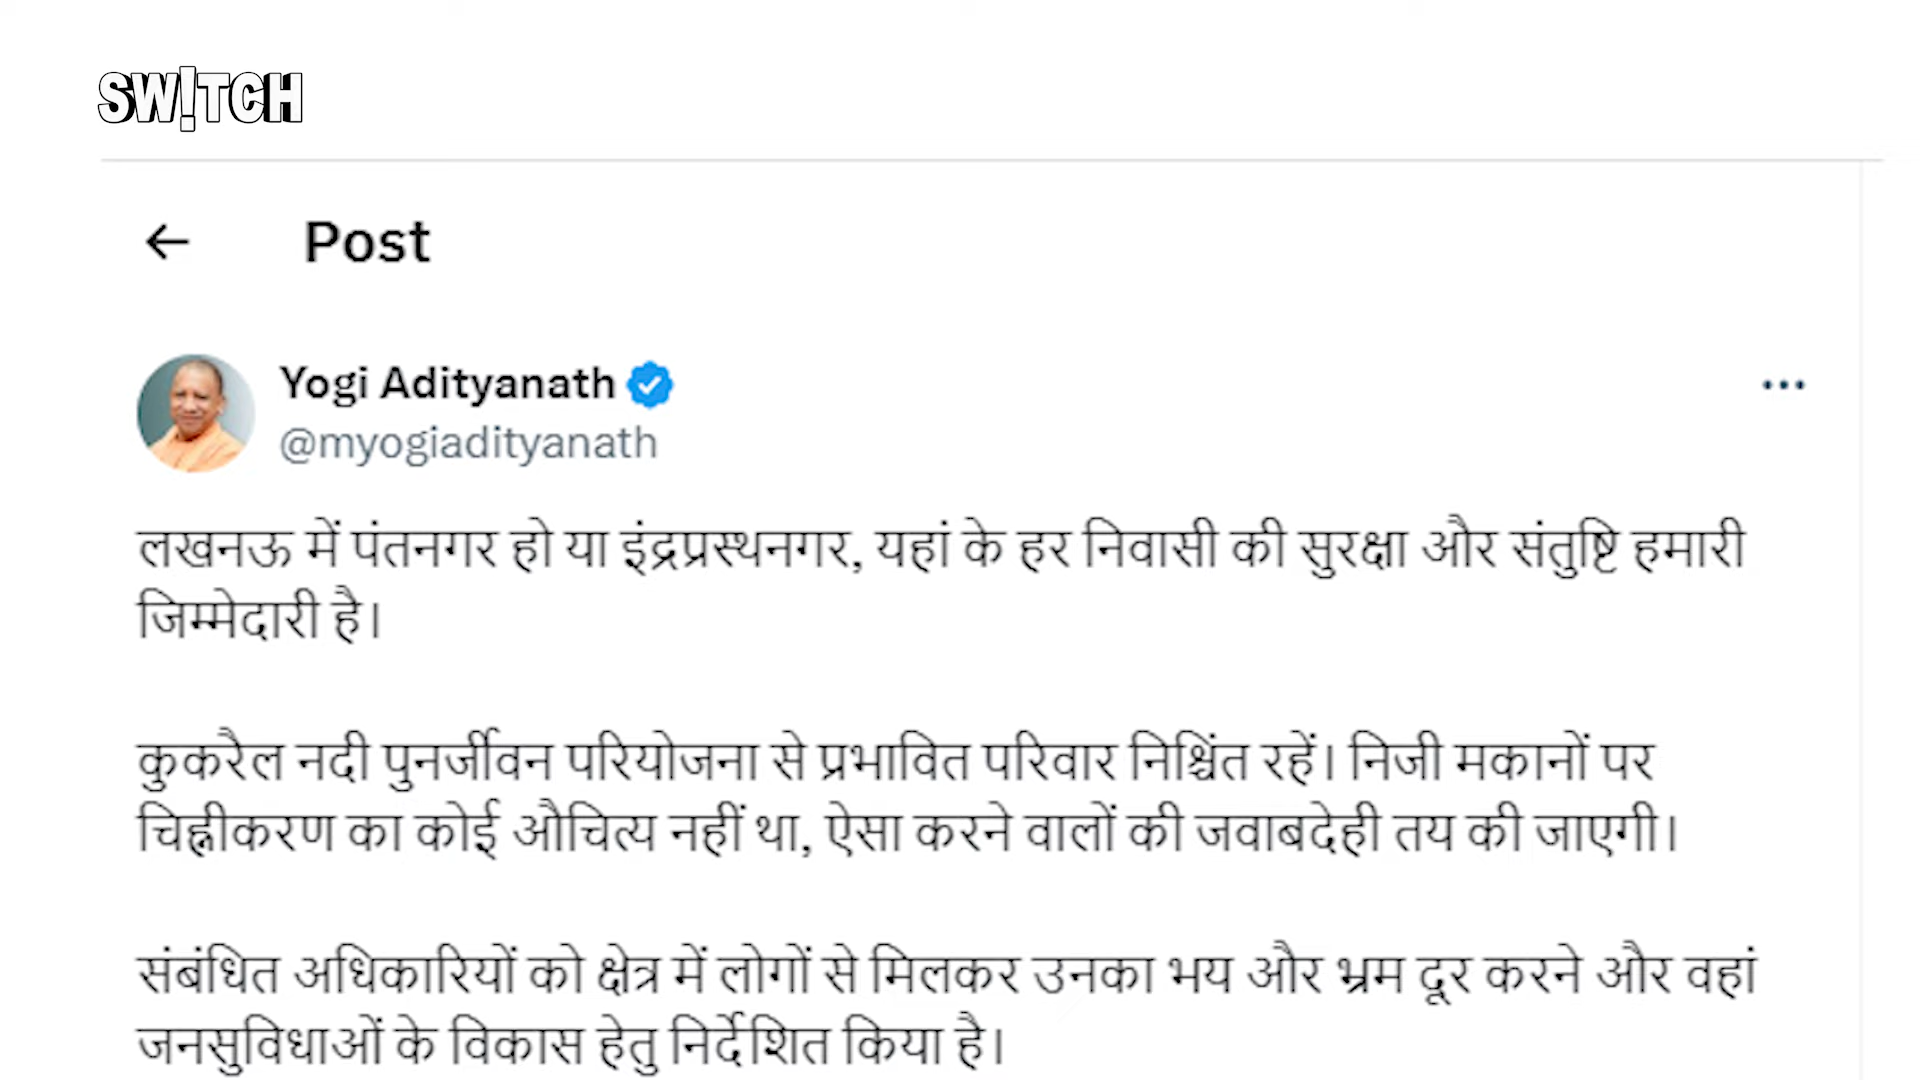 SW!TCH
Post
Yogi Adityanath
@myogiadityanath
लखनऊ में पंतनगर हो या इंद्रप्रस्थनगर, यहां के हर निवासी की सुरक्षा और संतुष्टि हमारी
जिम्मेदारी है।
कुकरैल नदी पुनर्जीवन परियोजना से प्रभावित परिवार निश्चिंत रहें। निजी मकानों पर
चिह्नीकरण का कोई औचित्य नहीं था, ऐसा करने वालों की जवाबदेही तय की जाएगी।
संबंधित अधिकारियों को क्षेत्र में लोगों से मिलकर उनका भय और भ्रम दूर करने और वहां
जनसुविधाओं के विकास हेतु निर्देशित किया है।